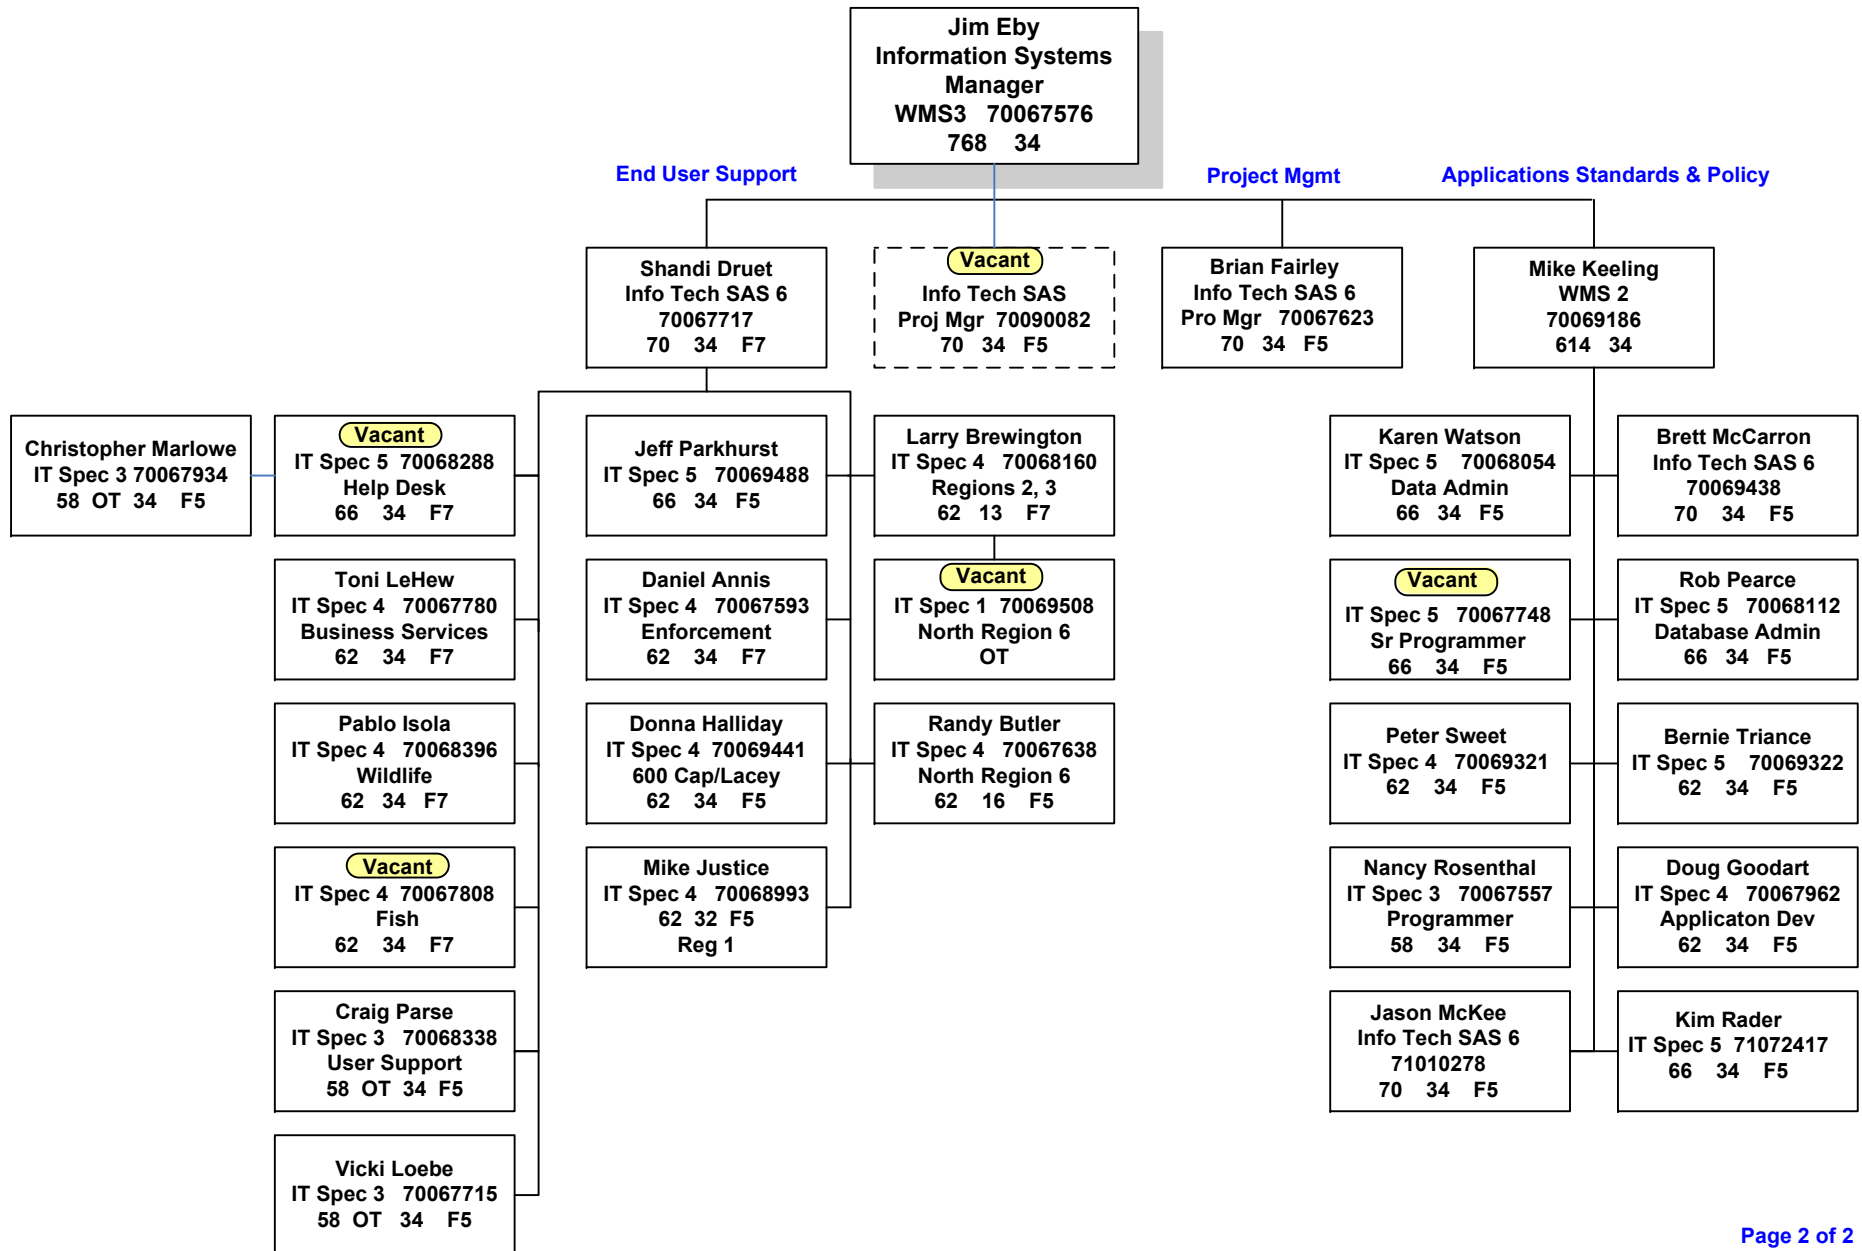 Jim Eby
Information Systems
Manager
WMS3 70067576
768 34
End User Support
Project Mgmt
Applications Standards & Policy
Shandi Druet
Info Tech SAS 6
70067717
70 34 F7
Vacant
Info Tech SAS
Proj Mgr 70090082
70 34 F5
Brian Fairley
Info Tech SAS 6
Pro Mgr 70067623
70 34 F5
Mike Keeling
WMS 2
70069186
614 34
Christopher Marlowe
IT Spec 3 70067934
58 OT 34 F5
Vacant
IT Spec 5 70068288
Help Desk
66 34 F7
Jeff Parkhurst
IT Spec 5 70069488
66 34 F5
Larry Brewington
IT Spec 4 70068160
Regions 2, 3
62 13 F7
Karen Watson
IT Spec 5 70068054
Data Admin
66 34 F5
Brett McCarron
Info Tech SAS 6
70069438
70 34 F5
Toni LeHew
IT Spec 4 70067780
Business Services
62 34 F7
Daniel Annis
IT Spec 4 70067593
Enforcement
62 34 F7
Vacant
IT Spec 1 70069508
North Region 6
OT
Vacant
IT Spec 5 70067748
Sr Programmer
66 34 F5
Rob Pearce
IT Spec 5 70068112
Database Admin
66 34 F5
Pablo Isola
IT Spec 4 70068396
Wildlife
62 34 F7
Donna Halliday
IT Spec 4 70069441
600 Cap/Lacey
62 34 F5
Randy Butler
IT Spec 4 70067638
North Region 6
62 16 F5
Peter Sweet
IT Spec 4 70069321
62 34 F5
Bernie Triance
IT Spec 5 70069322
62 34 F5
Vacant
IT Spec 4 70067808
Fish
62 34 F7
Mike Justice
IT Spec 4 70068993
62 32 F5
Reg 1
Nancy Rosenthal
IT Spec 3 70067557
Programmer
58 34 F5
Doug Goodart
IT Spec 4 70067962
Applicaton Dev
62 34 F5
Craig Parse
IT Spec 3 70068338
User Support
58 OT 34 F5
Jason McKee
Info Tech SAS 6
71010278
70 34 F5
Kim Rader
IT Spec 5 71072417
66 34 F5
Vicki Loebe
IT Spec 3 70067715
58 OT 34 F5
Page 2 of 2